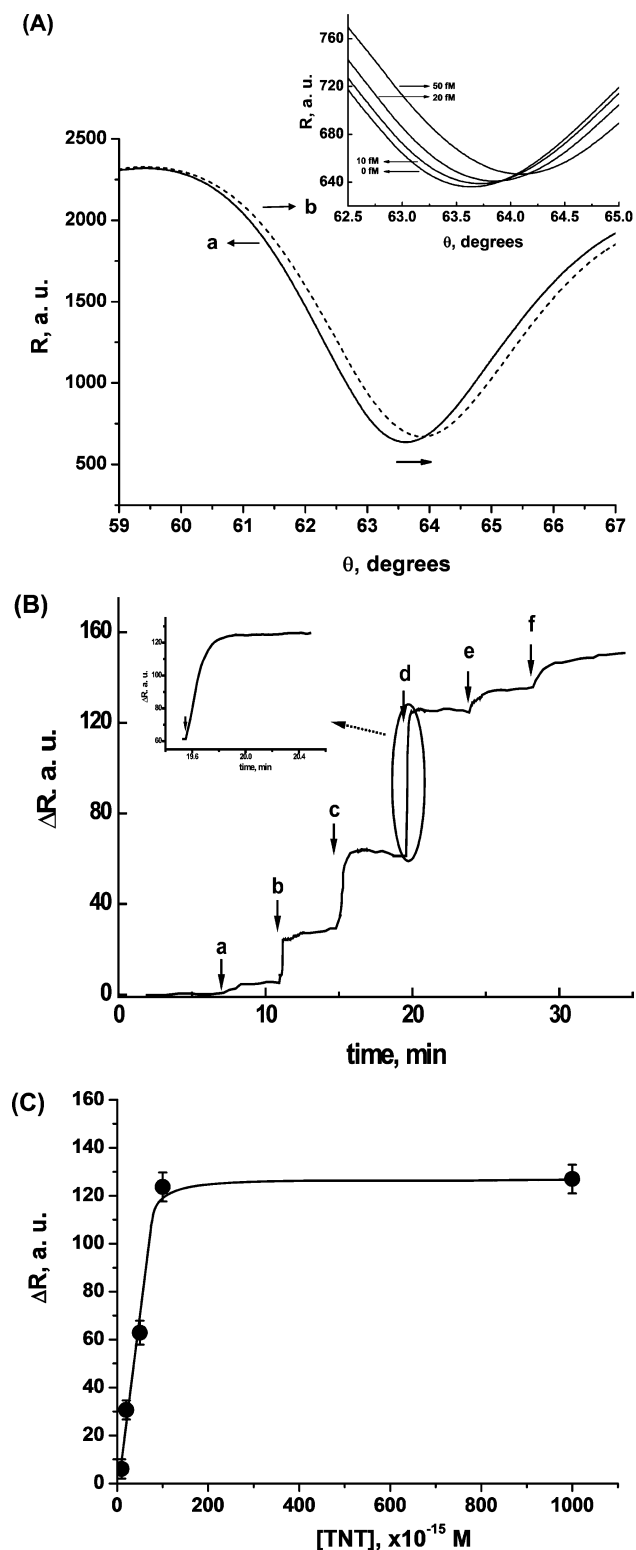 (A)
760
720
680
640
R, a. u.
50 fM
20 fM
10 fM
0 fM
62.5 63.0 63.5 64.0 64.5 65.0
θ, degrees
2500
2000
1500
1000
500
R, a. u.
a
b
59 60 61 62 63 64 65 66 67
θ, degrees
(B)
160
120
80
40
0
ΔR. a. u.
120
100
80
60
ΔR. a. u.
19.6 20.0 20.4
time, min
a
b
c
d
e
f
0 10 20 30
time, min
(C)
160
140
120
100
80
60
40
20
0
ΔR, a. u.
0 200 400 600 800 1000
[TNT], x10⁻¹⁵ M